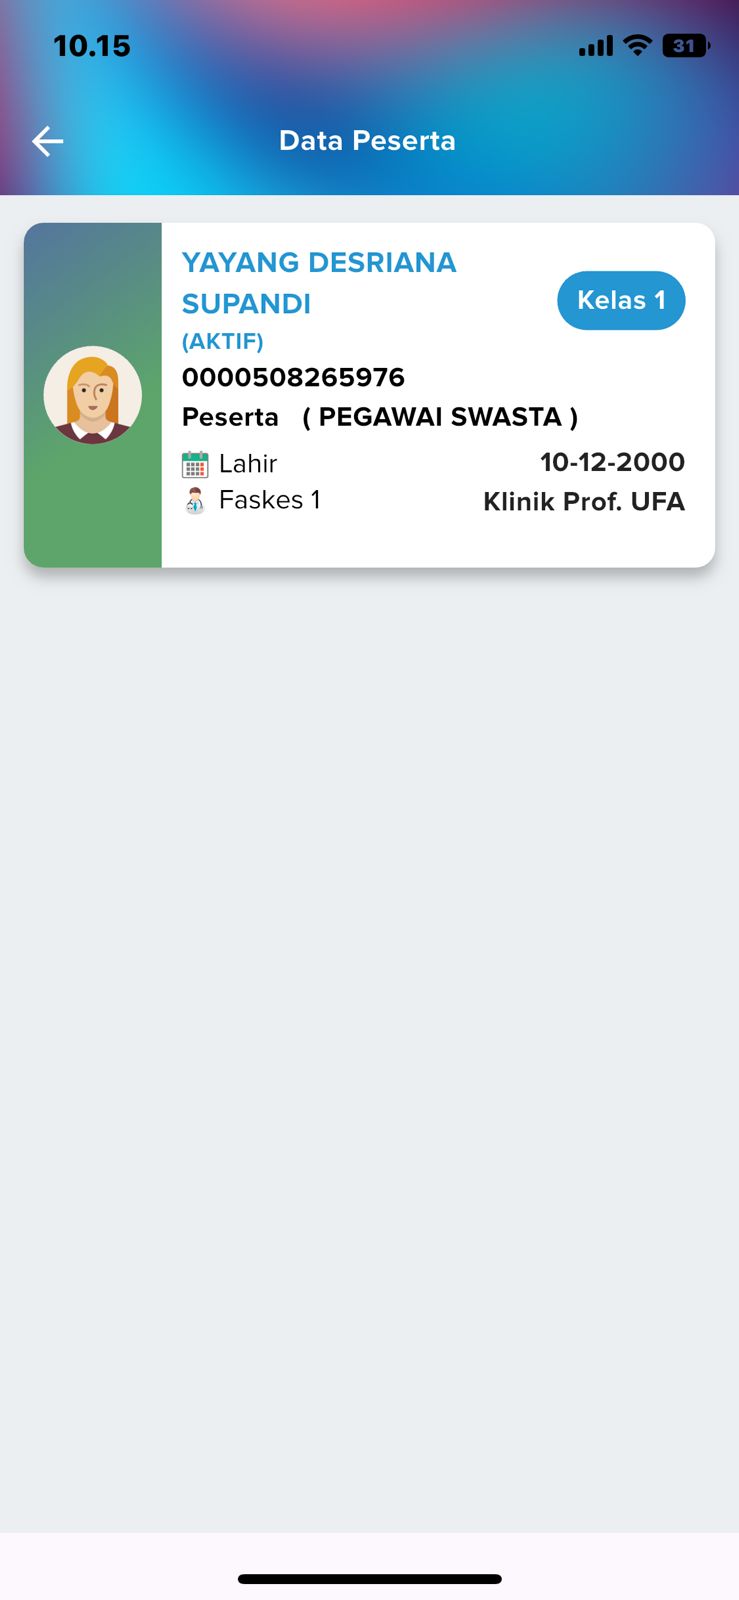 10.15
31
Data Peserta
YAYANG DESRIANA
SUPANDI
Kelas 1
(AKTIF)
0000508265976
Peserta ( PEGAWAI SWASTA )
Lahir 10-12-2000
Faskes 1 Klinik Prof. UFA